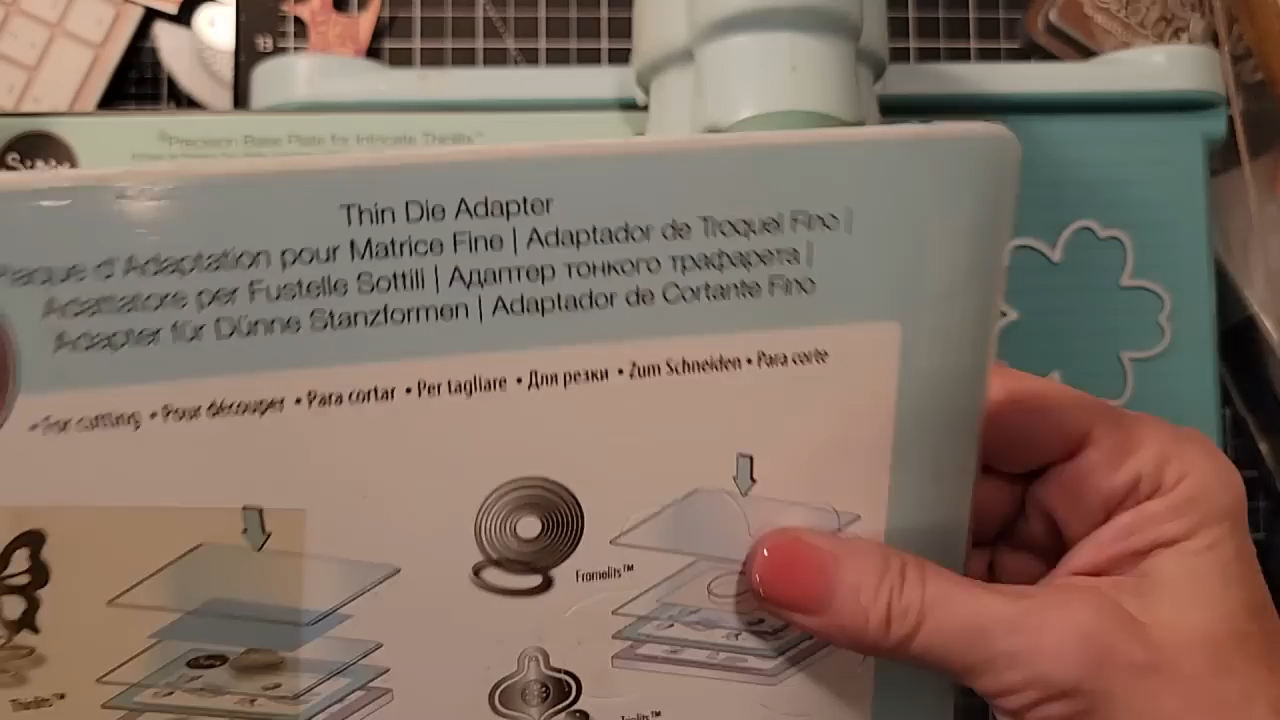 Precision Base Plate for Intricate Thinlits™
Thin Die Adapter
Plaque d'Adaptation pour Matrice Fine | Adaptador de Troquel Fino |
Adattatore per Fustelle Sottili | Адаптер тонкого трафарета |
Adapter für Dünne Stanzformen | Adaptador de Cortante Fino
• For cutting • Pour découper • Para cortar • Per tagliare • Для резки • Zum Schneiden • Para corte
Framelits™
Thinlits™